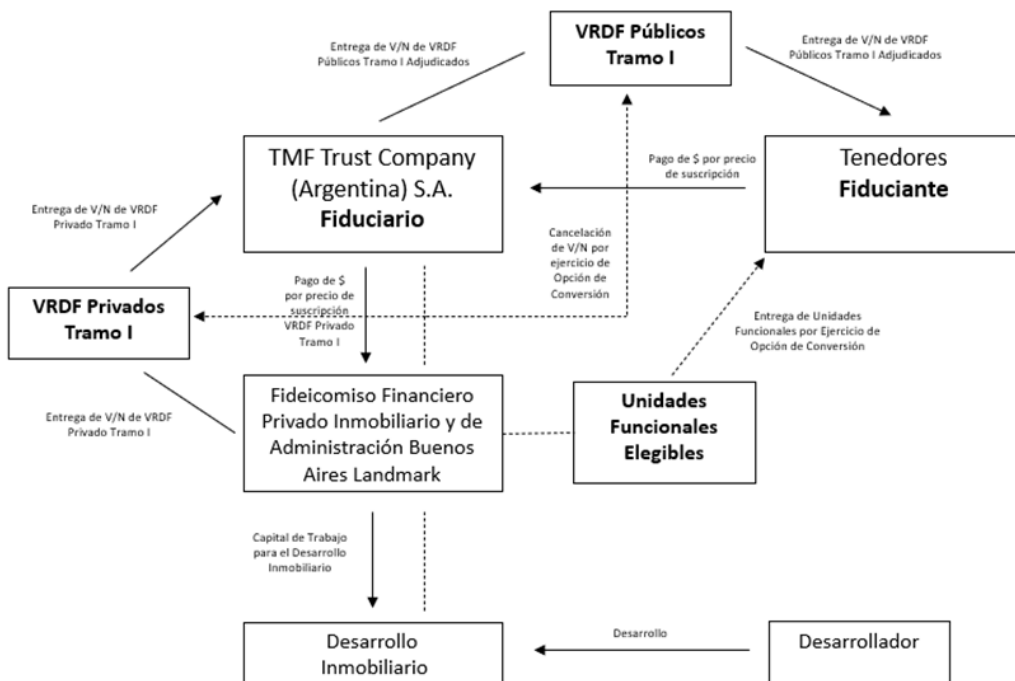 VRDF Públicos
Tramo I
Entrega de V/N de VRDF
Públicos Tramo I Adjudicados
Entrega de V/N de VRDF
Públicos Tramo I Adjudicados
TMF Trust Company
(Argentina) S.A.
Fiduciario
Pago de $ por precio
de suscripción
Tenedores
Fiduciante
Entrega de V/N de VRDF
Privado Tramo I
Cancelación
de V/N por
ejercicio de
Opción de
Conversión
Pago de $
por precio de
suscripción
VRDF Privado
Tramo I
VRDF Privados
Tramo I
Entrega de Unidades
Funcionales por Ejercicio de
Opción de Conversión
Entrega de V/N de VRDF
Privado Tramo I
Fideicomiso Financiero
Privado Inmobiliario y de
Administración Buenos
Aires Landmark
Unidades
Funcionales
Elegibles
Capital de Trabajo
para el Desarrollo
Inmobiliario
Desarrollo
Inmobiliario
Desarrollo
Desarrollador